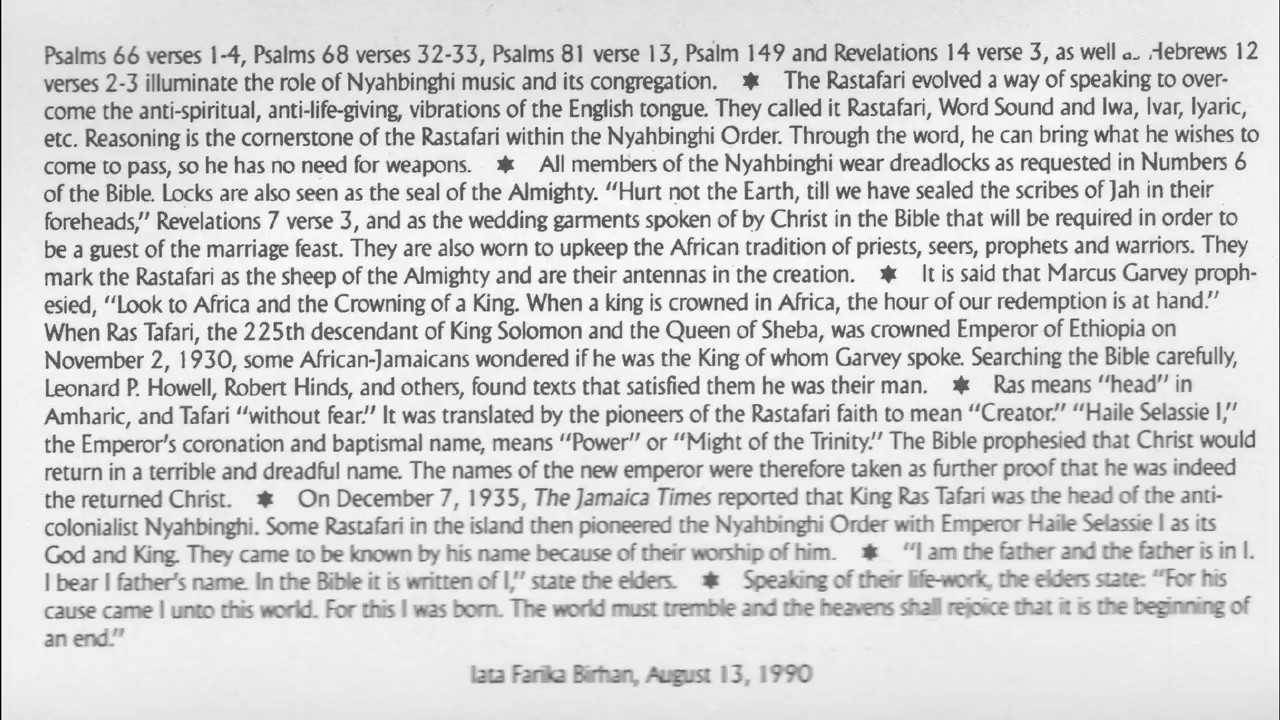 Psalms 66 verses 1-4, Psalms 68 verses 32-33, Psalms 81 verse 13, Psalm 149 and Revelations 14 verse 3, as well a.. Hebrews 12
verses 2-3 illuminate the role of Nyahbinghi music and its congregation. ✶ The Rastafari evolved a way of speaking to over-
come the anti-spiritual, anti-life-giving, vibrations of the English tongue. They called it Rastafari, Word Sound and Iwa, Ivar, Iyaric,
etc. Reasoning is the cornerstone of the Rastafari within the Nyahbinghi Order. Through the word, he can bring what he wishes to
come to pass, so he has no need for weapons. ✶ All members of the Nyahbinghi wear dreadlocks as requested in Numbers 6
of the Bible. Locks are also seen as the seal of the Almighty. "Hurt not the Earth, till we have sealed the scribes of Jah in their
foreheads," Revelations 7 verse 3, and as the wedding garments spoken of by Christ in the Bible that will be required in order to
be a guest of the marriage feast. They are also worn to upkeep the African tradition of priests, seers, prophets and warriors. They
mark the Rastafari as the sheep of the Almighty and are their antennas in the creation. ✶ It is said that Marcus Garvey proph-
esied, "Look to Africa and the Crowning of a King. When a king is crowned in Africa, the hour of our redemption is at hand."
When Ras Tafari, the 225th descendant of King Solomon and the Queen of Sheba, was crowned Emperor of Ethiopia on
November 2, 1930, some African-Jamaicans wondered if he was the King of whom Garvey spoke. Searching the Bible carefully,
Leonard P. Howell, Robert Hinds, and others, found texts that satisfied them he was their man. ✶ Ras means "head" in
Amharic, and Tafari "without fear." It was translated by the pioneers of the Rastafari faith to mean "Creator." "Haile Selassie I,"
the Emperor's coronation and baptismal name, means "Power" or "Might of the Trinity." The Bible prophesied that Christ would
return in a terrible and dreadful name. The names of the new emperor were therefore taken as further proof that he was indeed
the returned Christ. ✶ On December 7, 1935, The Jamaica Times reported that King Ras Tafari was the head of the anti-
colonialist Nyahbinghi. Some Rastafari in the island then pioneered the Nyahbinghi Order with Emperor Haile Selassie I as its
God and King. They came to be known by his name because of their worship of him. ✶ "I am the father and the father is in I.
I bear I father's name. In the Bible it is written of I," state the elders. ✶ Speaking of their life-work, the elders state: "For his
cause came I unto this world. For this I was born. The world must tremble and the heavens shall rejoice that it is the beginning of
an end."
Iata Farika Birhan, August 13, 1990